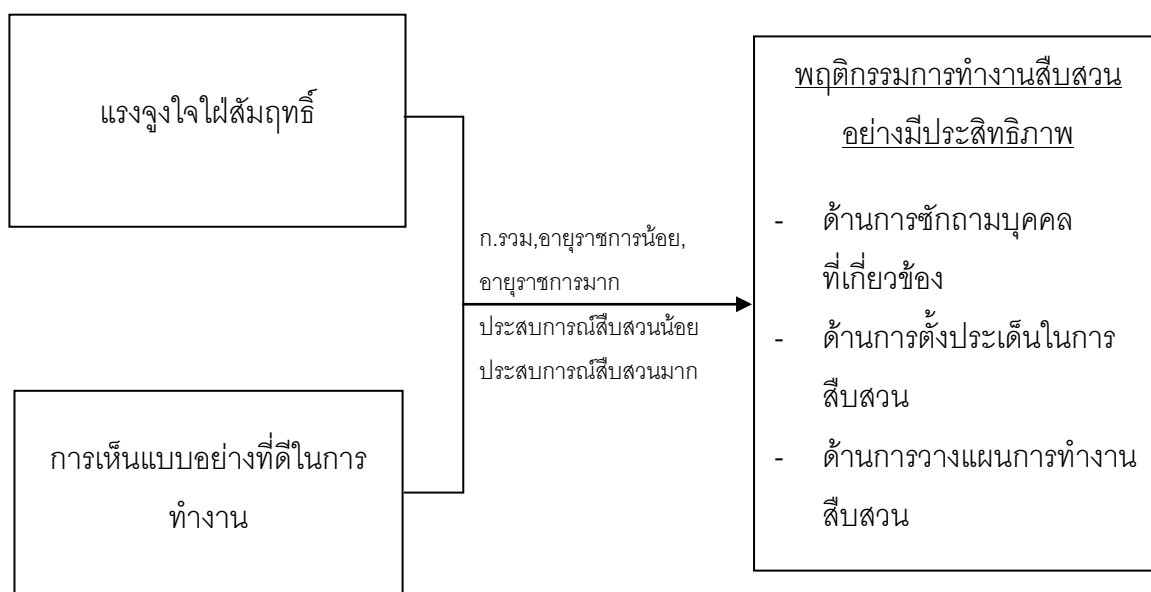 แรงจูงใจใฝ่สัมฤทธิ์
การเห็นแบบอย่างที่ดีในการ
ทำงาน
ก.รวม,อายุราชการน้อย,
อายุราชการมาก
ประสบการณ์สืบสวนน้อย
ประสบการณ์สืบสวนมาก
พฤติกรรมการทำงานสืบสวน
อย่างมีประสิทธิภาพ
- ด้านการซักถามบุคคล
ที่เกี่ยวข้อง
- ด้านการตั้งประเด็นในการ
สืบสวน
- ด้านการวางแผนการทำงาน
สืบสวน